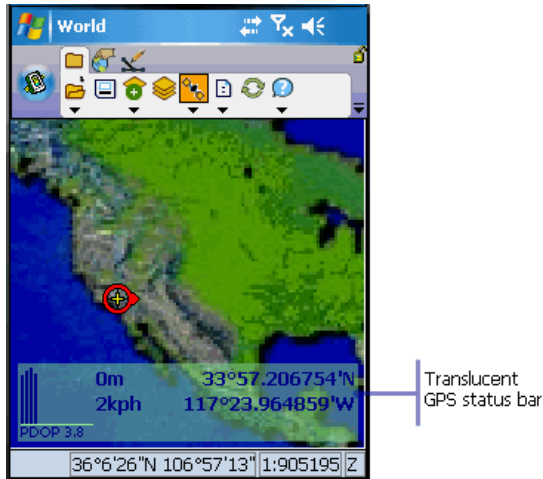 World
0m 33°57.206754'N
2kph 117°23.964859'W
PDOP 3.8
Translucent
GPS status bar
36°6'26"N 106°57'13" 1:905195 Z